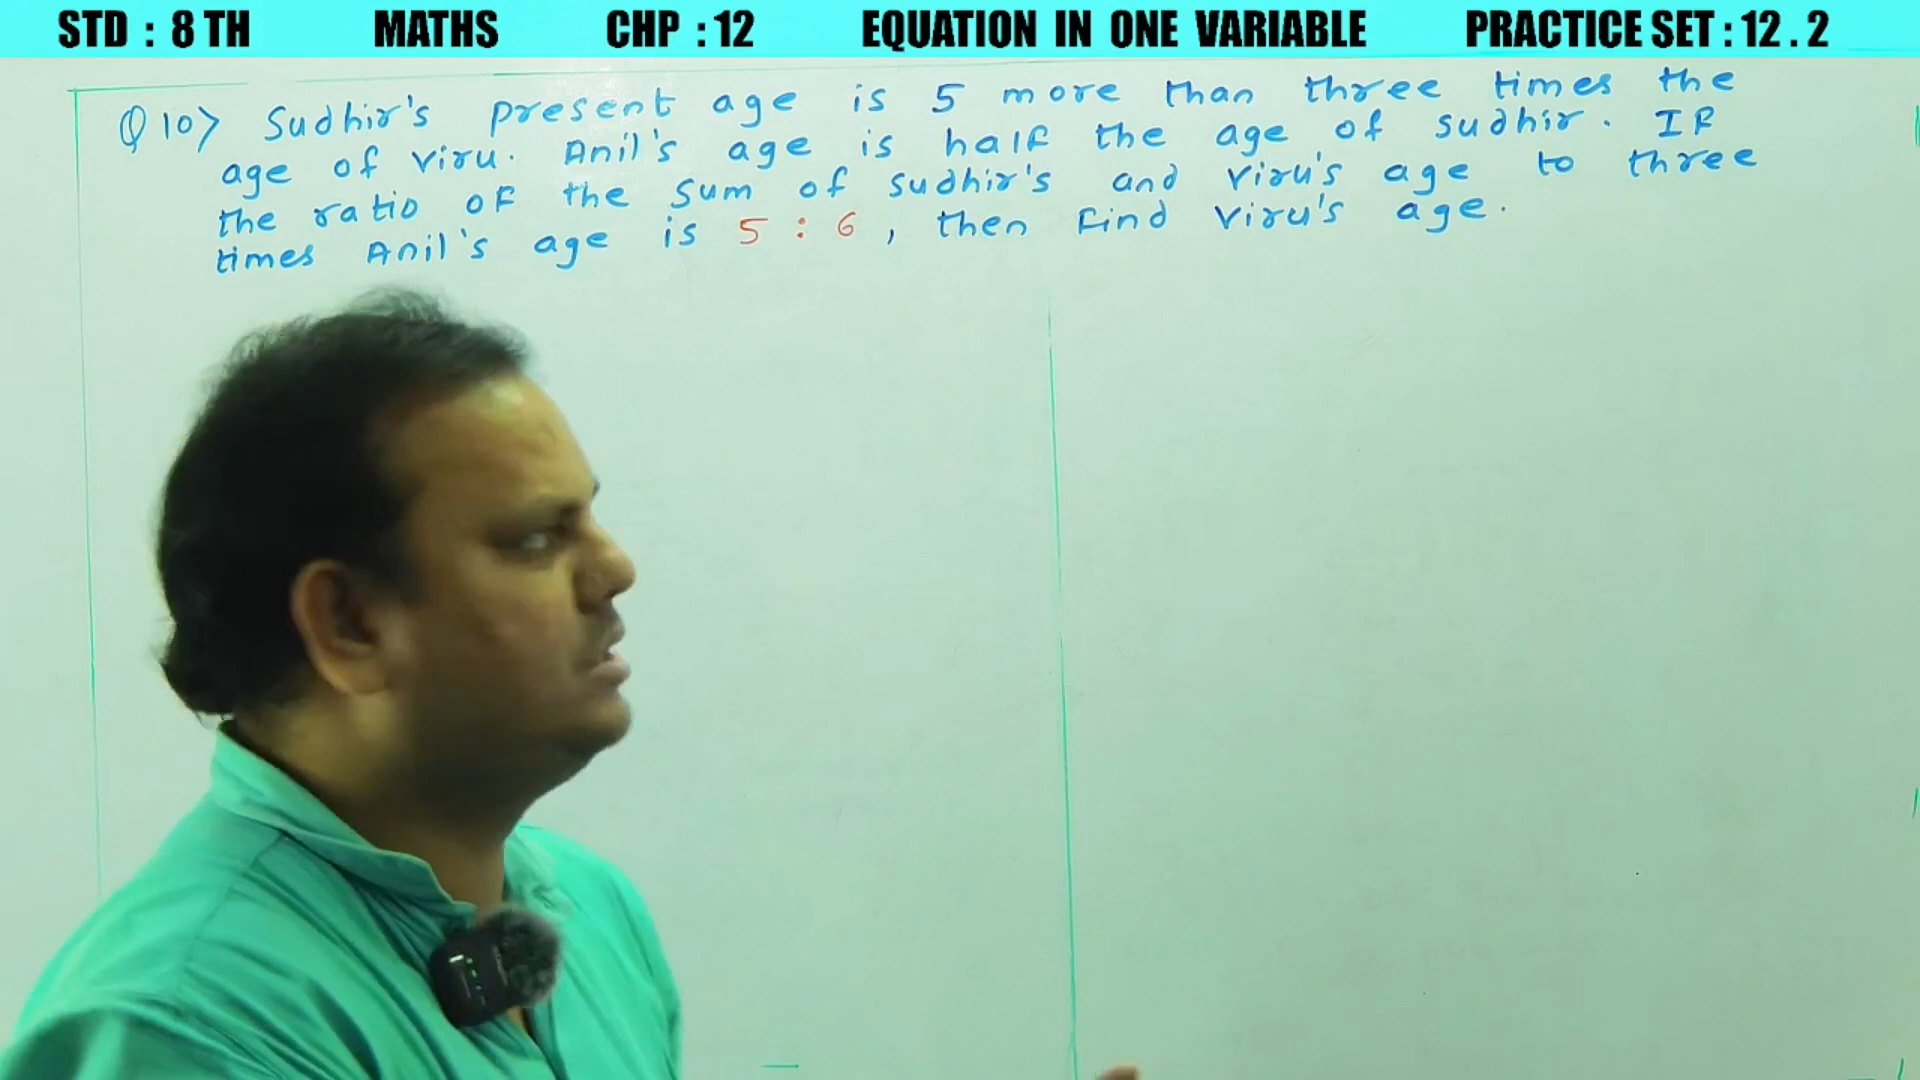 STD : 8 TH MATHS CHP : 12 EQUATION IN ONE VARIABLE PRACTICE SET : 12 . 2
Q 10> Sudhir's present age is 5 more than three times the
age of viru. Anil's age is half the age of sudhir. IF
the ratio of the sum of sudhir's and viru's age to three
times Anil's age is 5 : 6, then Find viru's age.